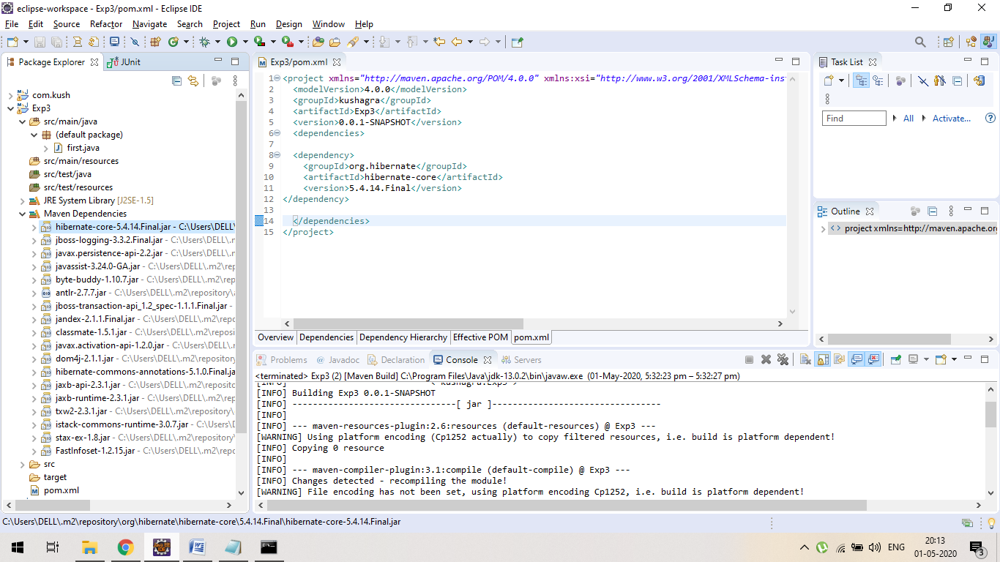 eclipse-workspace - Exp3/pom.xml - Eclipse IDE
File Edit Source Refactor Navigate Search Project Run Design Window Help
Package Explorer
JUnit
com.kush
Exp3
src/main/java
(default package)
first.java
src/main/resources
src/test/java
src/test/resources
JRE System Library [J2SE-1.5]
Maven Dependencies
hibernate-core-5.4.14.Final.jar - C:\Users\DELL\
jboss-logging-3.3.2.Final.jar - C:\Users\DELL\.r
javax.persistence-api-2.2.jar - C:\Users\DELL\.
javassist-3.24.0-GA.jar - C:\Users\DELL\.m2\rep
byte-buddy-1.10.7.jar - C:\Users\DELL\.m2\rep
antlr-2.7.7.jar - C:\Users\DELL\.m2\repository\
jboss-transaction-api_1.2_spec-1.1.1.Final.jar -
jandex-2.1.1.Final.jar - C:\Users\DELL\.m2\repo
classmate-1.5.1.jar - C:\Users\DELL\.m2\reposi
javax.activation-api-1.2.0.jar - C:\Users\DELL\.
dom4j-2.1.1.jar - C:\Users\DELL\.m2\repository
hibernate-commons-annotations-5.1.0.Final.jar
jaxb-api-2.3.1.jar - C:\Users\DELL\.m2\reposito
jaxb-runtime-2.3.1.jar - C:\Users\DELL\.m2\rep
txw2-2.3.1.jar - C:\Users\DELL\.m2\repository\
istack-commons-runtime-3.0.7.jar - C:\Users\D
stax-ex-1.8.jar - C:\Users\DELL\.m2\repository
FastInfoset-1.2.15.jar - C:\Users\DELL\.m2\rep
src
target
pom.xml
Exp3/pom.xml
1 <project xmlns="http://maven.apache.org/POM/4.0.0" xmlns:xsi="http://www.w3.org/2001/XMLSchema-ins
2 <modelVersion>4.0.0</modelVersion>
3 <groupId>kushagra</groupId>
4 <artifactId>Exp3</artifactId>
5 <version>0.0.1-SNAPSHOT</version>
6 <dependencies>
7
8 <dependency>
9 <groupId>org.hibernate</groupId>
10 <artifactId>hibernate-core</artifactId>
11 <version>5.4.14.Final</version>
12 </dependency>
13
14 </dependencies>
15 </project>
Overview Dependencies Dependency Hierarchy Effective POM pom.xml
Task List
Find All Activate...
Outline
project xmlns=http://maven.apache.or
Problems Javadoc Declaration Console Servers
<terminated> Exp3 (2) [Maven Build] C:\Program Files\Java\jdk-13.0.2\bin\javaw.exe (01-May-2020, 5:32:23 pm – 5:32:27 pm)
[INFO] < kushagra:Exp3 >
[INFO] Building Exp3 0.0.1-SNAPSHOT
[INFO] --------------------------------[ jar ]---------------------------------
[INFO]
[INFO] --- maven-resources-plugin:2.6:resources (default-resources) @ Exp3 ---
[WARNING] Using platform encoding (Cp1252 actually) to copy filtered resources, i.e. build is platform dependent!
[INFO] Copying 0 resource
[INFO]
[INFO] --- maven-compiler-plugin:3.1:compile (default-compile) @ Exp3 ---
[INFO] Changes detected - recompiling the module!
[WARNING] File encoding has not been set, using platform encoding Cp1252, i.e. build is platform dependent!
C:\Users\DELL\.m2\repository\org\hibernate\hibernate-core\5.4.14.Final\hibernate-core-5.4.14.Final.jar
ENG
20:13
01-05-2020
3